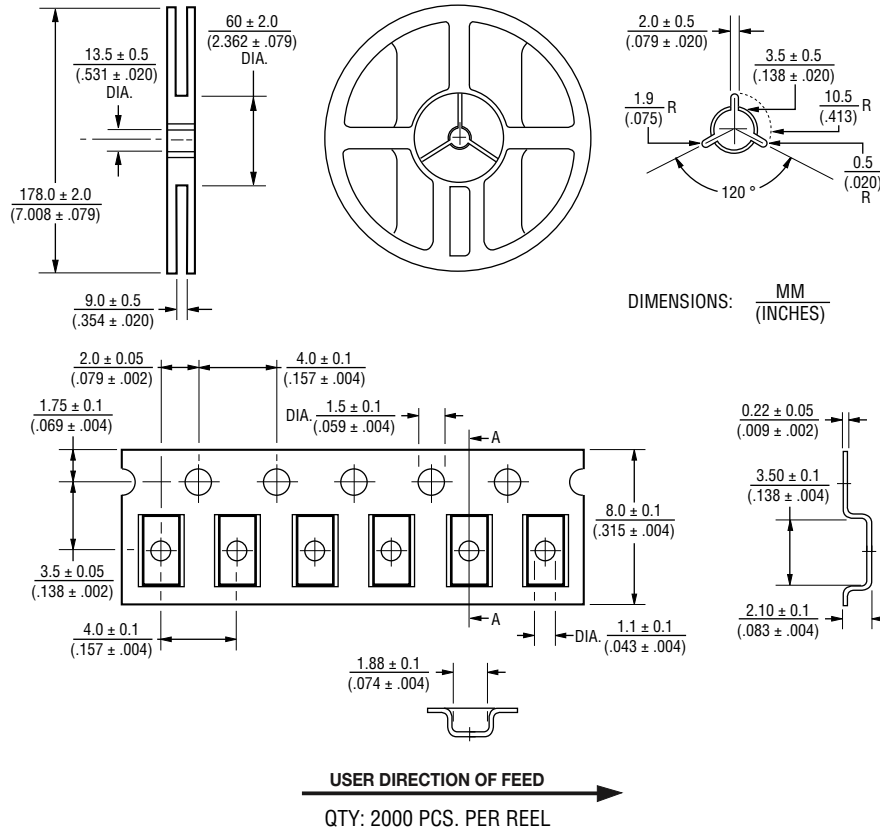 60 ± 2.0
(2.362 ± .079)
DIA.
13.5 ± 0.5
(.531 ± .020)
DIA.
178.0 ± 2.0
(7.008 ± .079)
9.0 ± 0.5
(.354 ± .020)
2.0 ± 0.5
(.079 ± .020)
3.5 ± 0.5
(.138 ± .020)
1.9
(.075) R
10.5
(.413) R
0.5
(.020)
R
120 °
DIMENSIONS: MM
(INCHES)
2.0 ± 0.05
(.079 ± .002)
4.0 ± 0.1
(.157 ± .004)
1.75 ± 0.1
(.069 ± .004)
DIA. 1.5 ± 0.1
(.059 ± .004)
A
8.0 ± 0.1
(.315 ± .004)
3.5 ± 0.05
(.138 ± .002)
4.0 ± 0.1
(.157 ± .004)
A
DIA. 1.1 ± 0.1
(.043 ± .004)
1.88 ± 0.1
(.074 ± .004)
0.22 ± 0.05
(.009 ± .002)
3.50 ± 0.1
(.138 ± .004)
2.10 ± 0.1
(.083 ± .004)
USER DIRECTION OF FEED
QTY: 2000 PCS. PER REEL